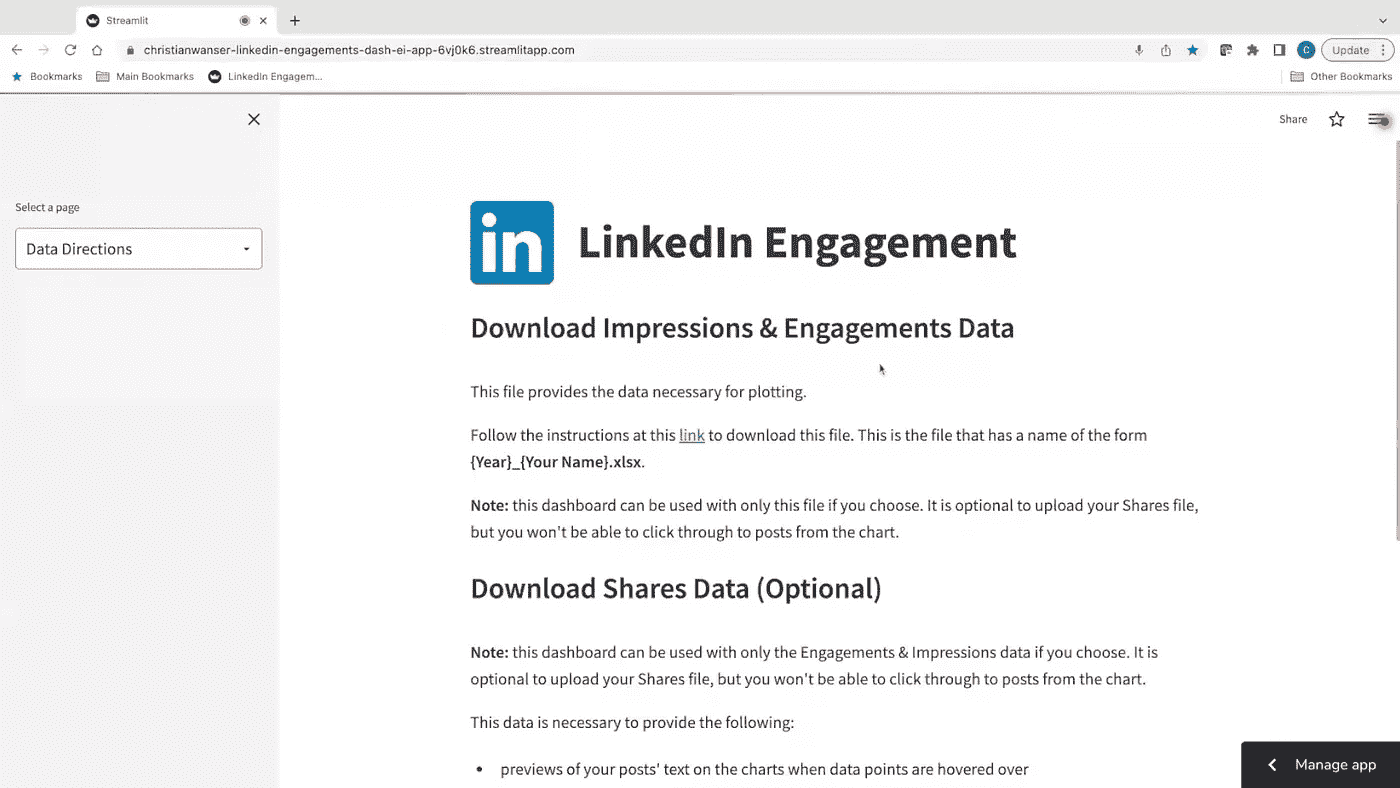 Streamlit
christianwanser-linkedin-engagements-dash-ei-app-6vj0k6.streamlitapp.com
C
Update
Bookmarks
Main Bookmarks
LinkedIn Engagem...
Other Bookmarks
Share
Select a page
Data Directions
in
LinkedIn Engagement
Download Impressions & Engagements Data
This file provides the data necessary for plotting.
Follow the instructions at this link to download this file. This is the file that has a name of the form
{Year}_{Your Name}.xlsx.
Note: this dashboard can be used with only this file if you choose. It is optional to upload your Shares file,
but you won't be able to click through to posts from the chart.
Download Shares Data (Optional)
Note: this dashboard can be used with only the Engagements & Impressions data if you choose. It is
optional to upload your Shares file, but you won't be able to click through to posts from the chart.
This data is necessary to provide the following:
• previews of your posts' text on the charts when data points are hovered over
Manage app